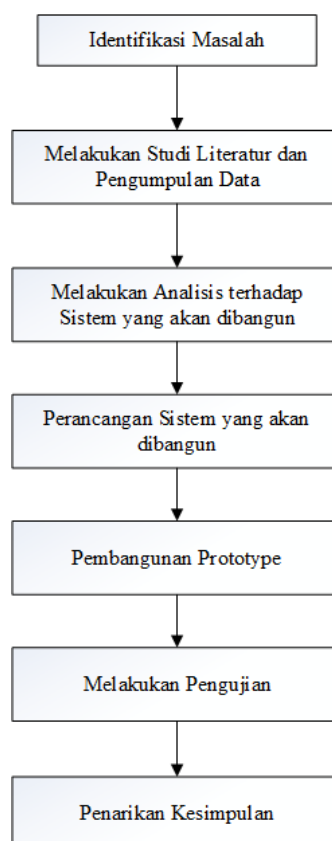 Identifikasi Masalah
Melakukan Studi Literatur dan
Pengumpulan Data
Melakukan Analisis terhadap
Sistem yang akan dibangun
Perancangan Sistem yang akan
dibangun
Pembangunan Prototype
Melakukan Pengujian
Penarikan Kesimpulan